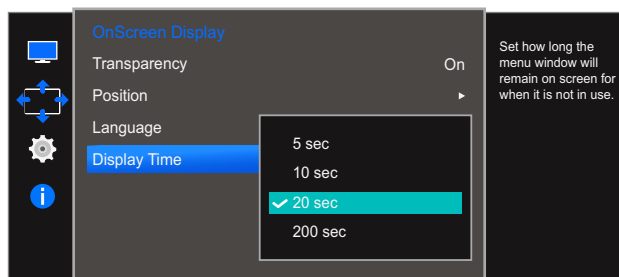 OnScreen Display
Transparency On
Position
Language
Display Time
5 sec
10 sec
20 sec
200 sec
Set how long the
menu window will
remain on screen for
when it is not in use.